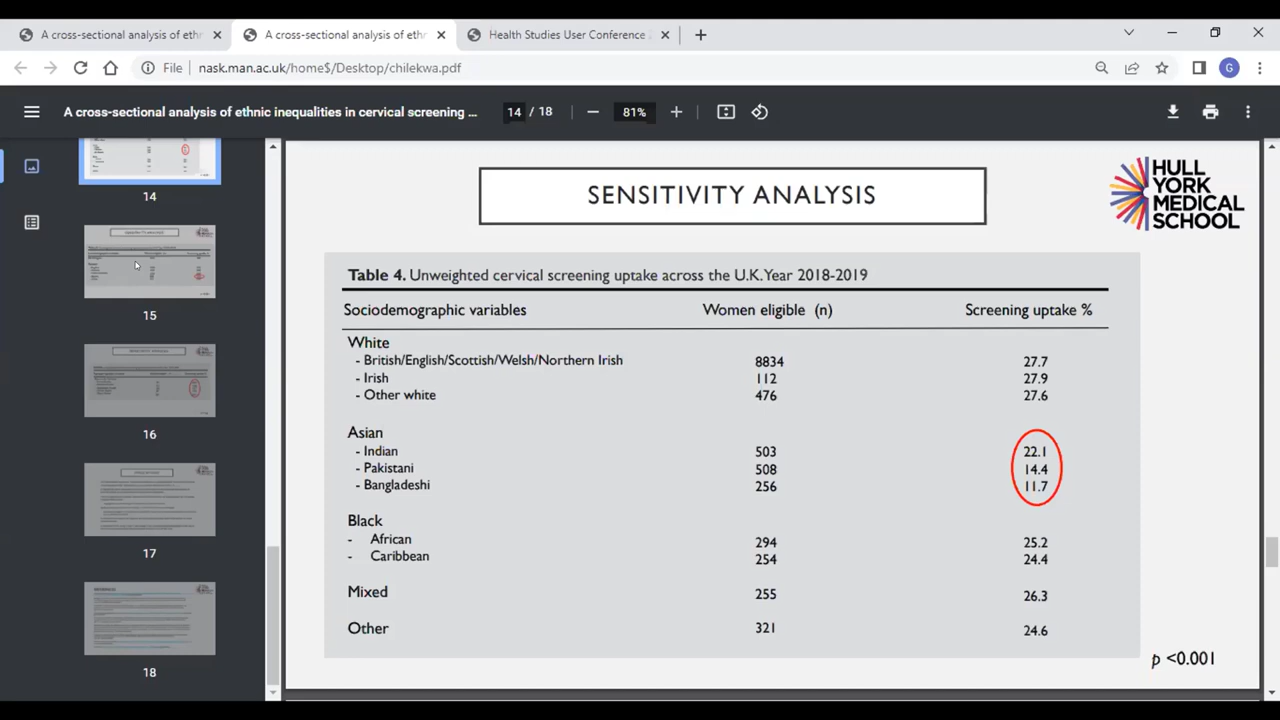 A cross-sectional analysis of ethn
A cross-sectional analysis of ethn
Health Studies User Conference
File
nask.man.ac.uk/home$/Desktop/chilekwa.pdf
G
A cross-sectional analysis of ethnic inequalities in cervical screening ...
14 / 18
81%
14
15
16
17
18
SENSITIVITY ANALYSIS
HULL
YORK
MEDICAL
SCHOOL
Table 4. Unweighted cervical screening uptake across the U.K. Year 2018-2019
Sociodemographic variables Women eligible (n) Screening uptake %
White
- British/English/Scottish/Welsh/Northern Irish 8834 27.7
- Irish 112 27.9
- Other white 476 27.6
Asian
- Indian 503 22.1
- Pakistani 508 14.4
- Bangladeshi 256 11.7
Black
- African 294 25.2
- Caribbean 254 24.4
Mixed 255 26.3
Other 321 24.6
p <0.001